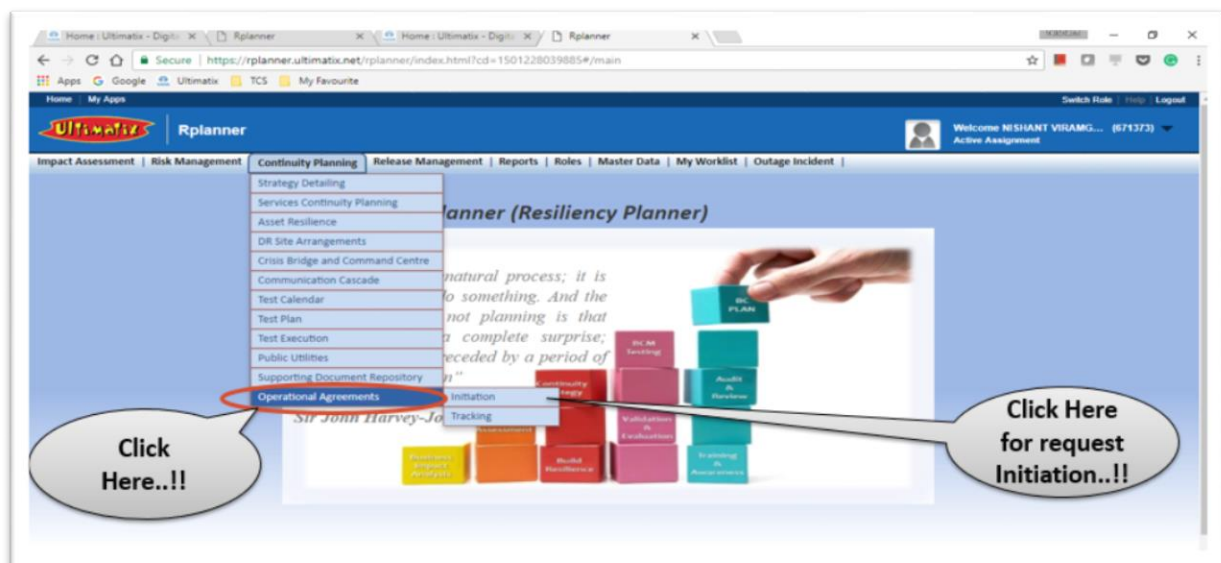 Home : Ultimatix - Digit: Rplanner Home : Ultimatix - Digit: Rplanner
Secure | https://rplanner.ultimatix.net/rplanner/index.html?cd=1501228039885#/main
Apps Google Ultimatix TCS My Favourite
Home | My Apps Switch Role | Help | Logout
Ultimatix Rplanner Welcome NISHANT VIRAMG... (671373)
Active Assignment
Impact Assessment | Risk Management | Continuity Planning | Release Management | Reports | Roles | Master Data | My Worklist | Outage Incident |
Strategy Detailing
Services Continuity Planning
Asset Resilience
DR Site Arrangements
Crisis Bridge and Command Centre
Communication Cascade
Test Calendar
Test Plan
Test Execution
Public Utilities
Supporting Document Repository
Operational Agreements
Initiation
Tracking
lanner (Resiliency Planner)
natural process; it is
o something. And the
not planning is that
a complete surprise;
receded by a period of
n"
Sir John Harvey-Jo
BC
PLAN
BCM
Testing
Audit
&
Review
Validation
&
Evaluation
Business
Impact
Analysis
Build
Resilience
Training
&
Awareness
Click
Here..!!
Click Here
for request
Initiation..!!